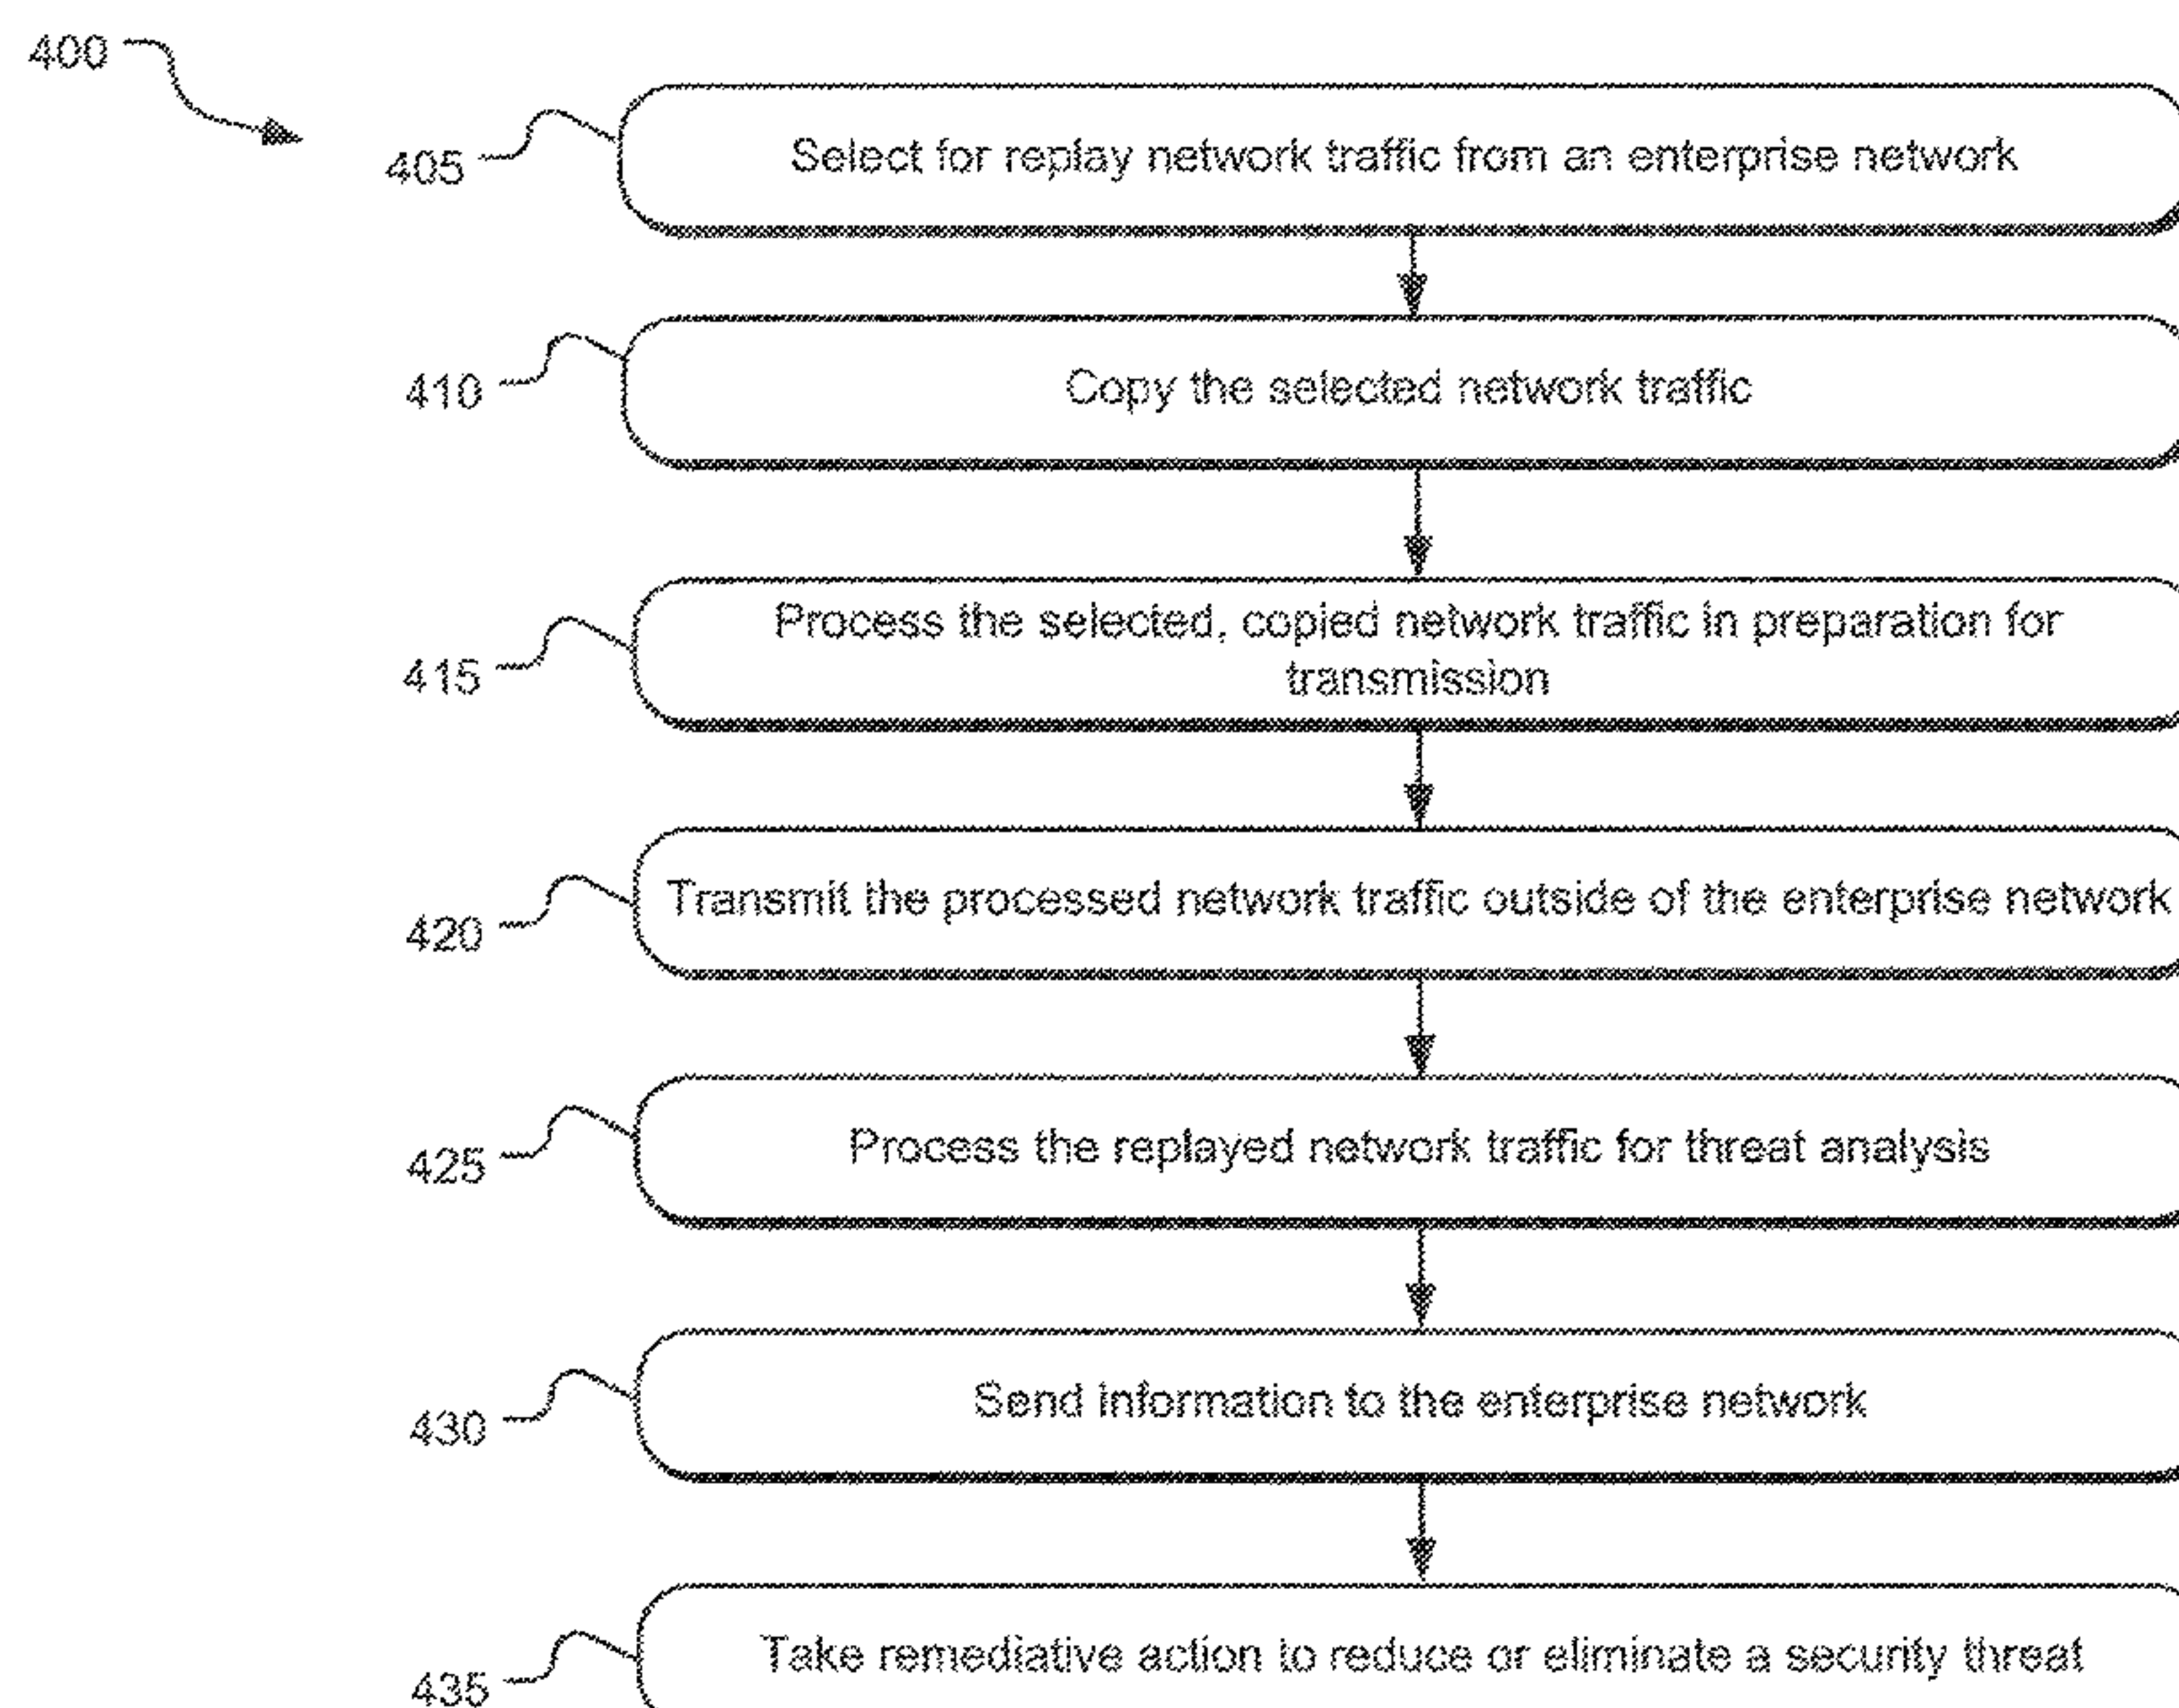 400
405
Select for replay network traffic from an enterprise network
410
Copy the selected network traffic
415
Process the selected, copied network traffic in preparation for
transmission
420
Transmit the processed network traffic outside of the enterprise network
425
Process the replayed network traffic for threat analysis
430
Send information to the enterprise network
435
Take remediative action to reduce or eliminate a security threat